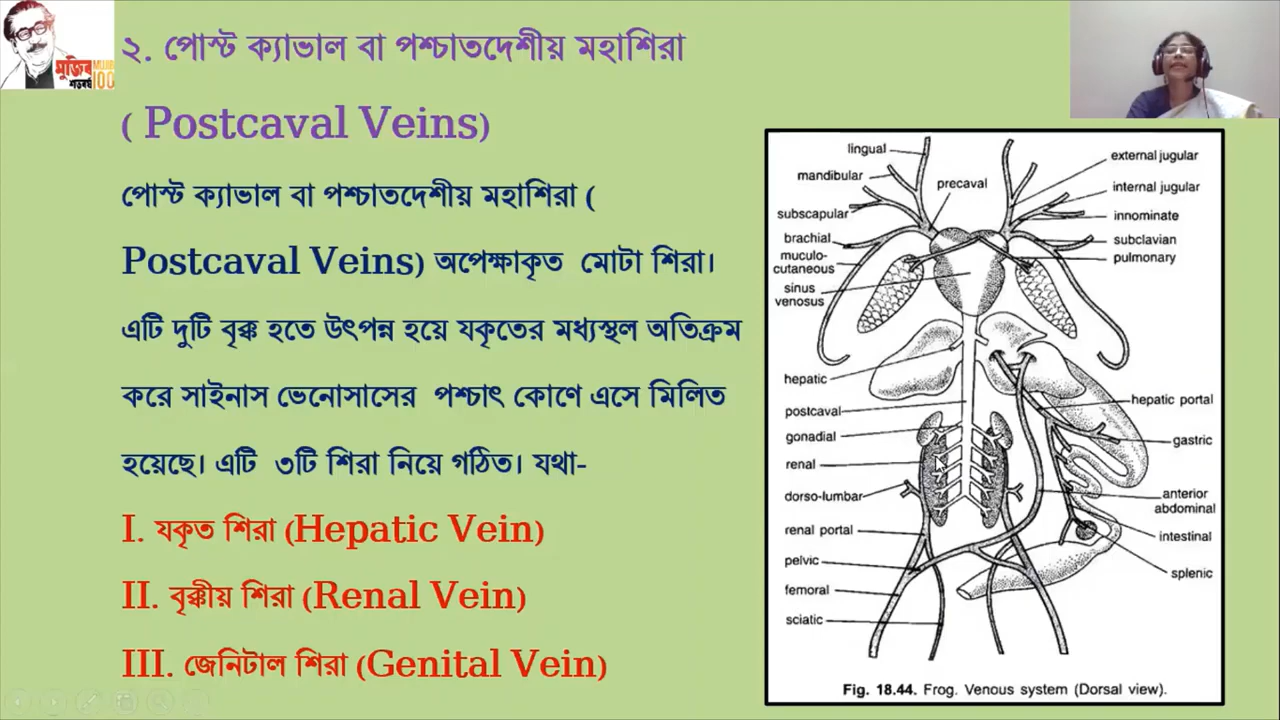 মুজিব
শতবর্ষ
MUJIB
100
২. পোস্ট ক্যাভাল বা পশ্চাতদেশীয় মহাশিরা
( Postcaval Veins)
পোস্ট ক্যাভাল বা পশ্চাতদেশীয় মহাশিরা (
Postcaval Veins) অপেক্ষাকৃত মোটা শিরা।
এটি দুটি বৃক্ক হতে উৎপন্ন হয়ে যকৃতের মধ্যস্থল অতিক্রম
করে সাইনাস ভেনোসাসের পশ্চাৎ কোণে এসে মিলিত
হয়েছে। এটি ৩টি শিরা নিয়ে গঠিত। যথা-
I. যকৃত শিরা (Hepatic Vein)
II. বৃক্কীয় শিরা (Renal Vein)
III. জেনিটাল শিরা (Genital Vein)
lingual
mandibular
subscapular
brachial
muculo-
cutaneous
sinus
venosus
precaval
external jugular
internal jugular
innominate
subclavian
pulmonary
hepatic
postcaval
gonadial
renal
dorso-lumbar
renal portal
pelvic
femoral
sciatic
hepatic portal
gastric
anterior
abdominal
intestinal
splenic
Fig. 18.44. Frog. Venous system (Dorsal view).